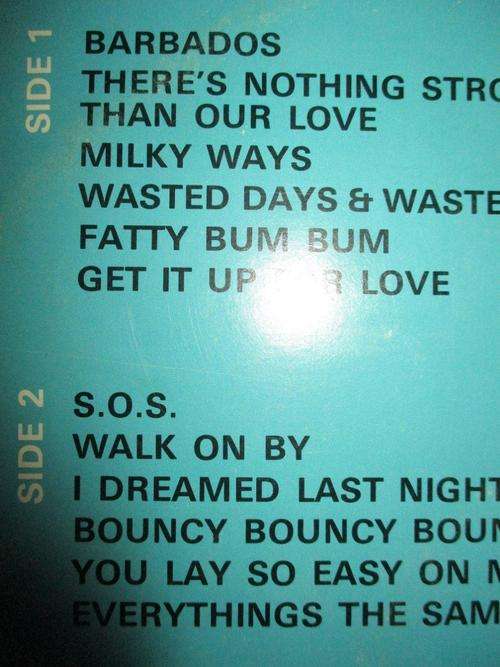 SIDE 1
BARBADOS
THERE'S NOTHING STRO
THAN OUR LOVE
MILKY WAYS
WASTED DAYS & WASTE
FATTY BUM BUM
GET IT UP LOVE
SIDE 2
S.O.S.
WALK ON BY
I DREAMED LAST NIGHT
BOUNCY BOUNCY BOUN
YOU LAY SO EASY ON M
EVERYTHINGS THE SAM